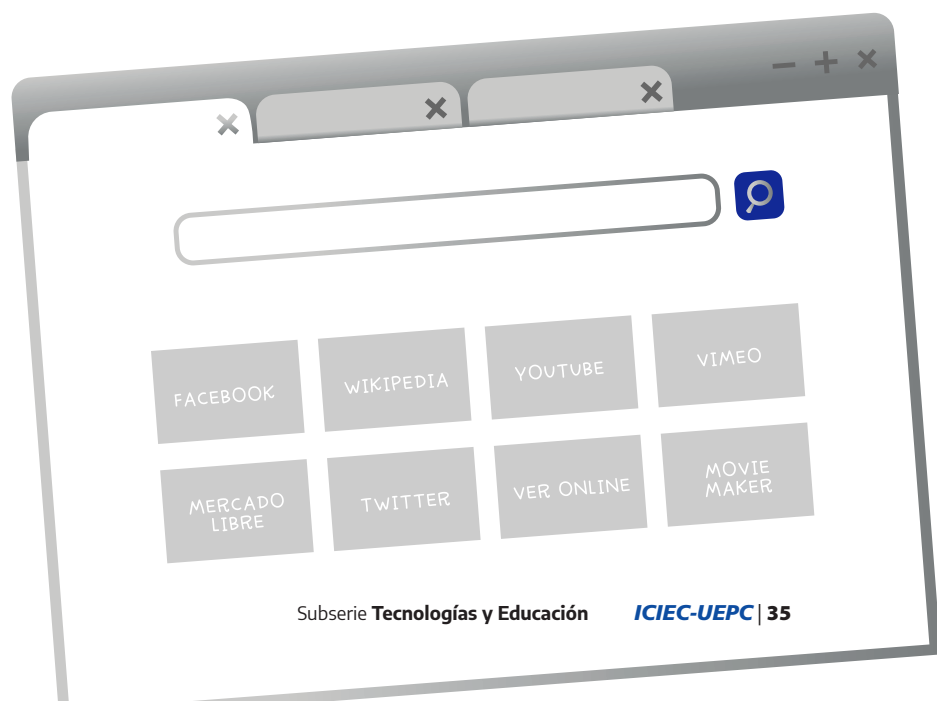 FACEBOOK
WIKIPEDIA
YOUTUBE
VIMEO
MERCADO
LIBRE
TWITTER
VER ONLINE
MOVIE
MAKER
Subserie Tecnologías y Educación
ICIEC-UEPC | 35